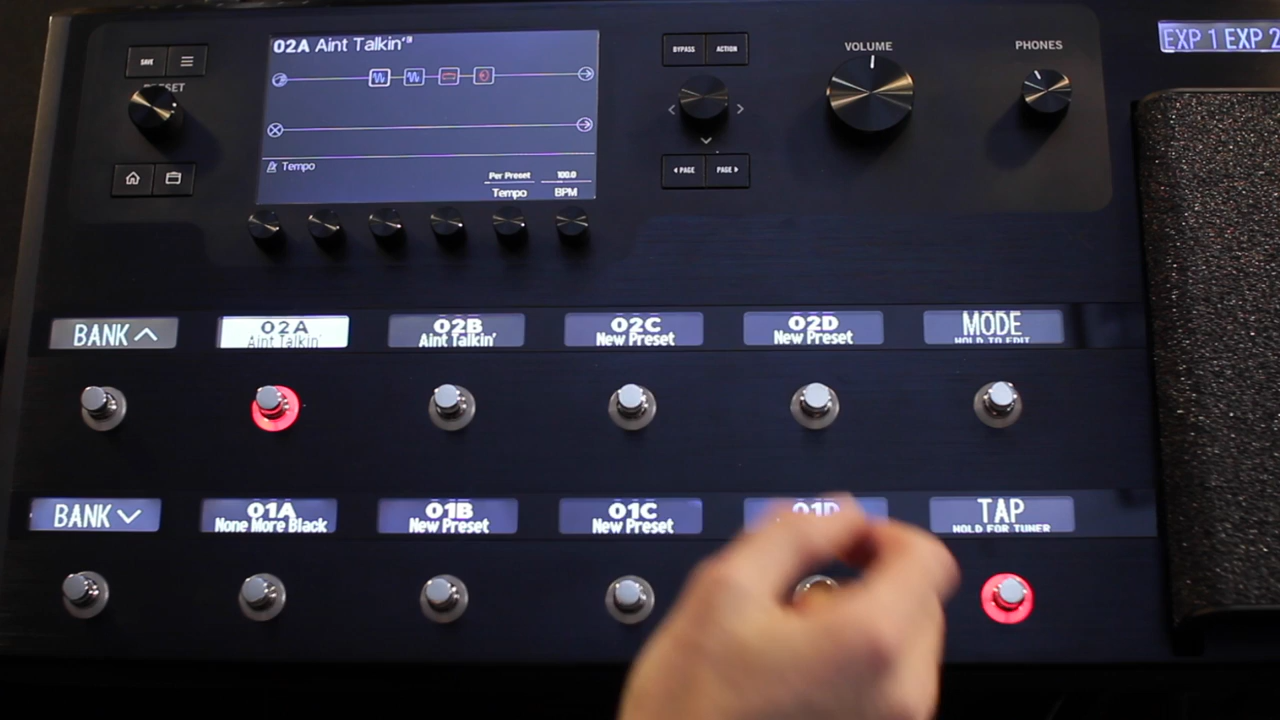 SAVE
PRESET
02A Aint Talkin'
Tempo
Per Preset
100.0
Tempo
BPM
BYPASS
ACTION
PAGE
PAGE
VOLUME
PHONES
EXP 1 EXP 2
BANK
02A
Aint Talkin'
02B
Aint Talkin'
02C
New Preset
02D
New Preset
MODE
HOLD TO EDIT
BANK
01A
None More Black
01B
New Preset
01C
New Preset
01D
TAP
HOLD FOR TUNER